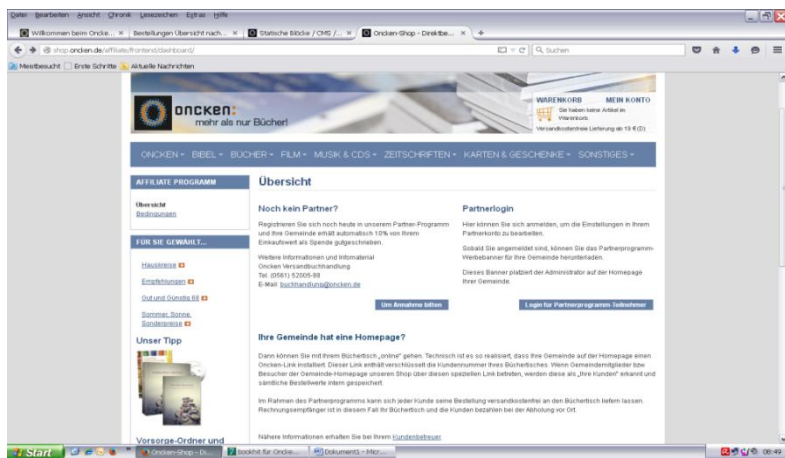 Datei Bearbeiten Ansicht Chronik Lesezeichen Extras Hilfe
Willkommen beim Oncke... × Bestellungen Übersicht nach... × Statische Blöcke / CMS /... × Oncken-Shop - Direktbe... × +
shop.oncken.de/affiliate/frontend/dashboard/ Suchen
Meistbesucht Erste Schritte Aktuelle Nachrichten
ONCKEN:
mehr als nur Bücher!
WARENKORB MEIN KONTO
Sie haben keine Artikel im
Warenkorb.
Versandkostenfreie Lieferung ab 19 € (D)
ONCKEN BIBEL BÜCHER FILM MUSIK & CDS ZEITSCHRIFTEN KARTEN & GESCHENKE SONSTIGES
AFFILIATE PROGRAMM
Übersicht
Bedingungen
FÜR SIE GEWÄHLT...
Hauskreise
Empfehlungen
Gut und Günstig
Sommer, Sonne,
Sonderpreise
Unser Tipp
Vorsorge-Ordner und
Übersicht
Noch kein Partner?
Registrieren Sie sich noch heute in unserem Partner-Programm
und Ihre Gemeinde erhält automatisch 10% von Ihrem
Einkaufswert als Spende gutgeschrieben.
Weitere Informationen und Infomaterial
Oncken Versandbuchhandlung
Tel. (0561) 52005-88
E-Mail: buchhandlung@oncken.de
Um Annahme bitten
Partnerlogin
Hier können Sie sich anmelden, um die Einstellungen in Ihrem
Partnerkonto zu bearbeiten.
Sobald Sie angemeldet sind, können Sie das Partnerprogramm-
Werbebanner für Ihre Gemeinde herunterladen.
Dieses Banner platziert der Administrator auf der Homepage
Ihrer Gemeinde.
Login für Partnerprogramm-Teilnehmer
Ihre Gemeinde hat eine Homepage?
Dann können Sie mit Ihrem Büchertisch „online" gehen. Technisch ist es so realisiert, dass Ihre Gemeinde auf der Homepage einen
Oncken-Link installiert. Dieser Link enthält verschlüsselt die Kundennummer Ihres Büchertisches. Wenn Gemeindemitglieder bzw
Besucher der Gemeinde-Homepage unseren Shop über diesen speziellen Link betreten, werden diese als „Ihre Kunden" erkannt und
sämtliche Bestellwerte intern gespeichert.
Im Rahmen des Partnerprogramms kann sich jeder Kunde seine Bestellung versandkostenfrei an den Büchertisch liefern lassen.
Rechnungsempfänger ist in diesem Fall Ihr Büchertisch und die Kunden bezahlen bei der Abholung vor Ort.
Nähere Informationen erhalten Sie bei Ihrem Kundenbetreuer
Start Oncken-Shop - Di... bookhit für Oncke... Dokument1 - Micr... 08:49